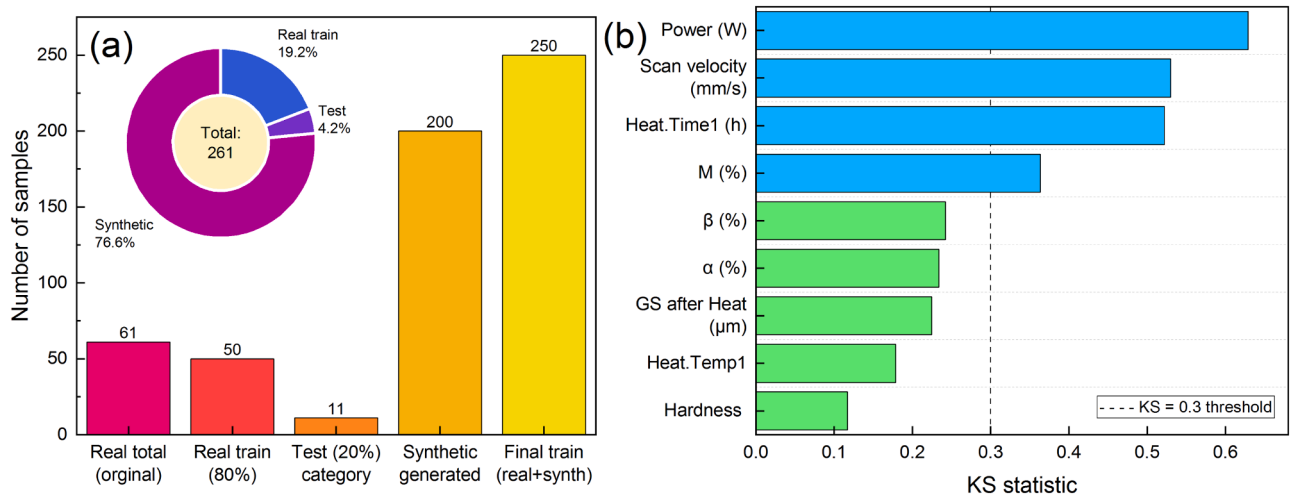 (a)
Number of samples
250
200
150
100
50
0
Real train
19.2%
Test
4.2%
Total:
261
Synthetic
76.6%
61
50
11
200
250
Real total
(orginal)
Real train
(80%)
Test (20%)
category
Synthetic
generated
Final train
(real+synth)
(b)
Power (W)
Scan velocity
(mm/s)
Heat.Time1 (h)
M (%)
β (%)
α (%)
GS after Heat
(μm)
Heat.Temp1
Hardness
KS = 0.3 threshold
0.0 0.1 0.2 0.3 0.4 0.5 0.6
KS statistic